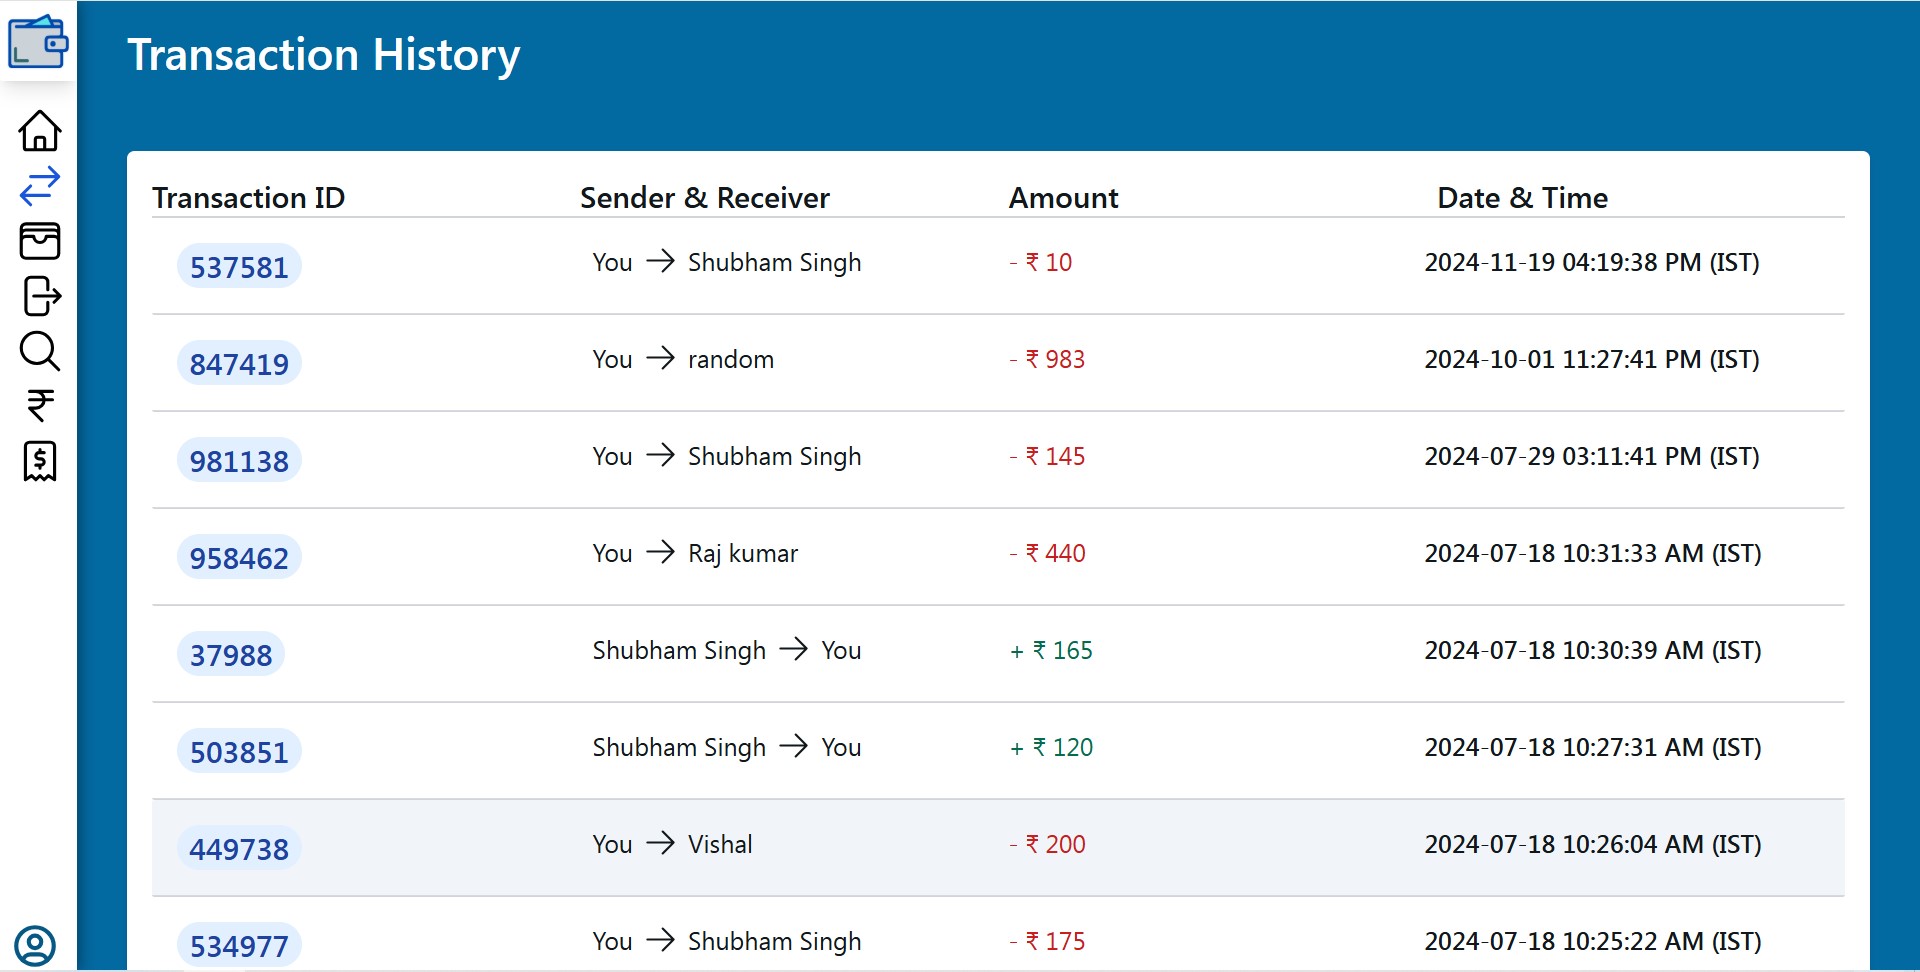 Transaction History
Transaction ID Sender & Receiver Amount Date & Time
537581 You → Shubham Singh - ₹ 10 2024-11-19 04:19:38 PM (IST)
847419 You → random - ₹ 983 2024-10-01 11:27:41 PM (IST)
981138 You → Shubham Singh - ₹ 145 2024-07-29 03:11:41 PM (IST)
958462 You → Raj kumar - ₹ 440 2024-07-18 10:31:33 AM (IST)
37988 Shubham Singh → You + ₹ 165 2024-07-18 10:30:39 AM (IST)
503851 Shubham Singh → You + ₹ 120 2024-07-18 10:27:31 AM (IST)
449738 You → Vishal - ₹ 200 2024-07-18 10:26:04 AM (IST)
534977 You → Shubham Singh - ₹ 175 2024-07-18 10:25:22 AM (IST)